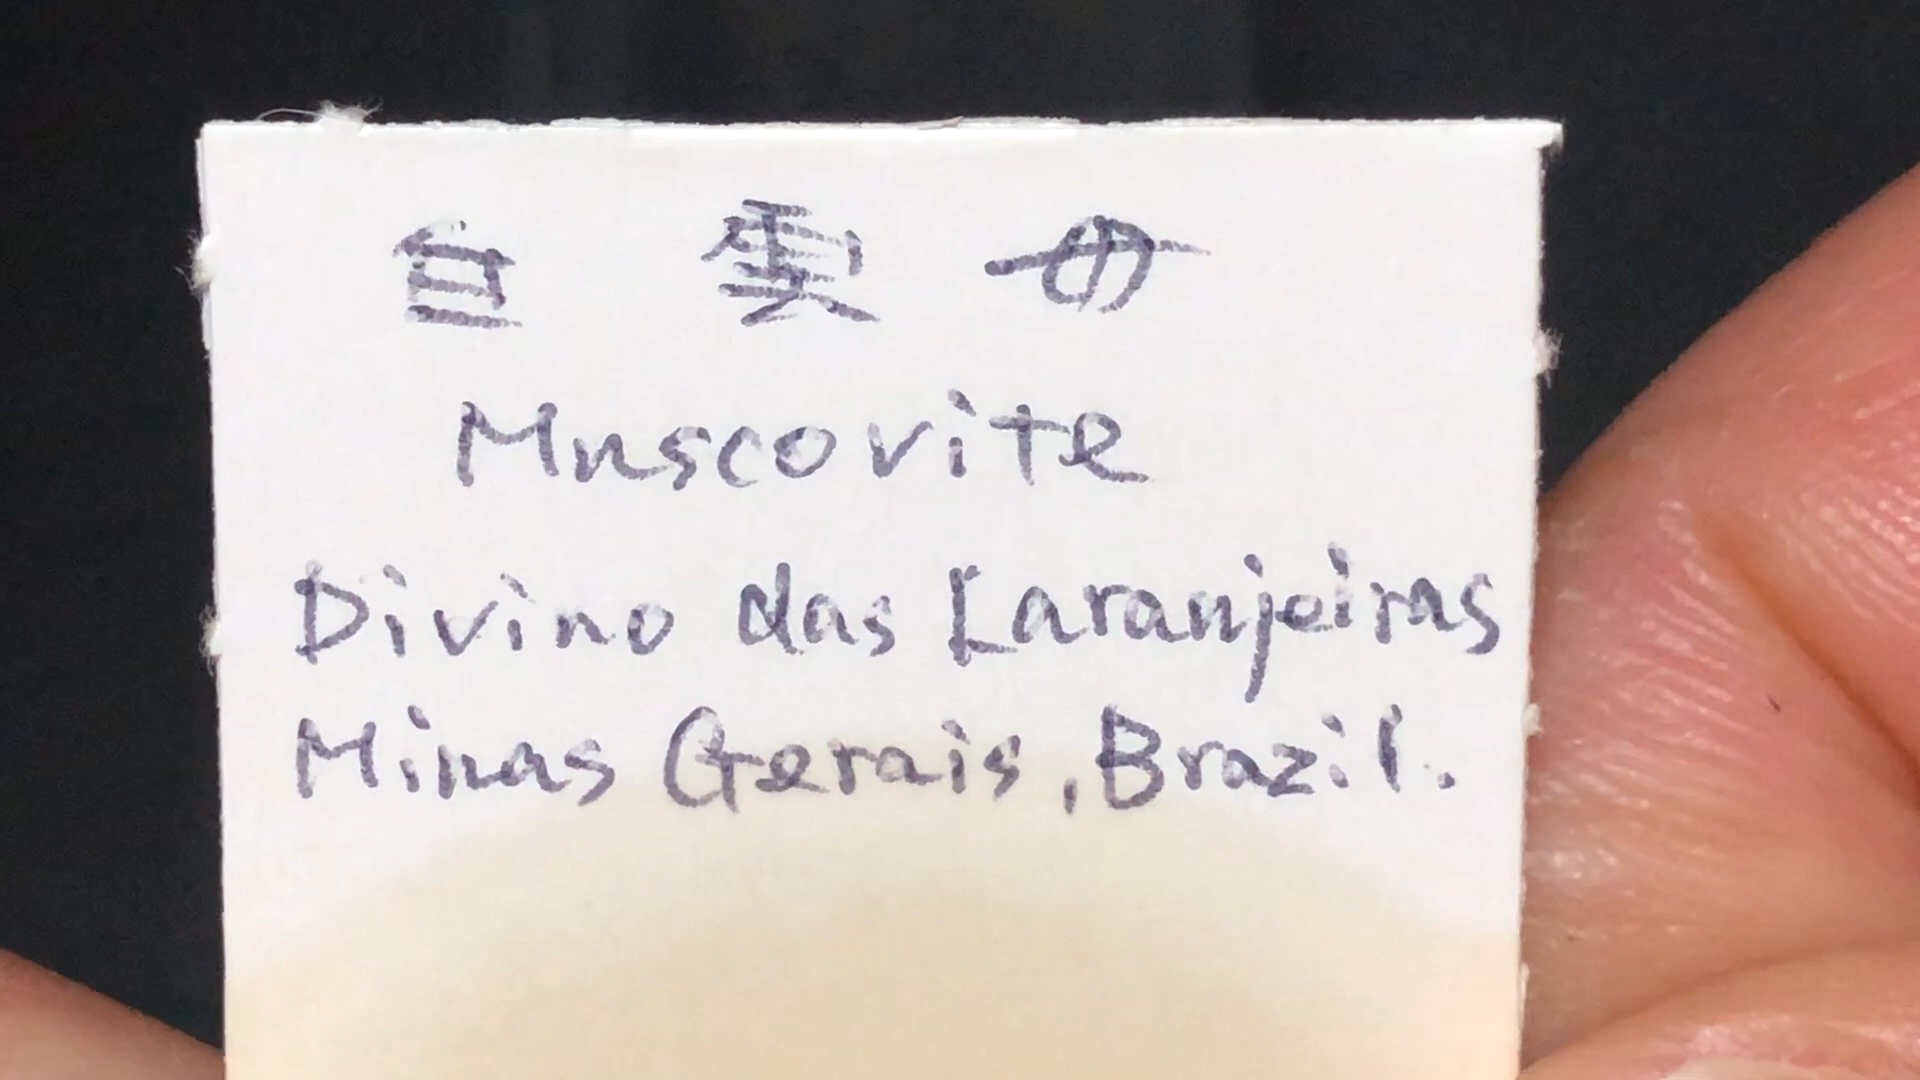 白雲母
Muscovite
Divino das Laranjeiras
Minas Gerais, Brazil.